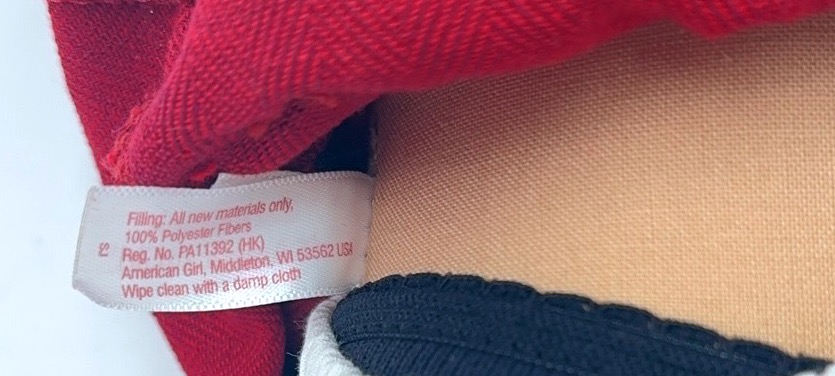 Filling: All new materials only,
100% Polyester Fibers
Reg. No. PA11392 (HK)
American Girl, Middleton, WI 53562 USA
Wipe clean with a damp cloth